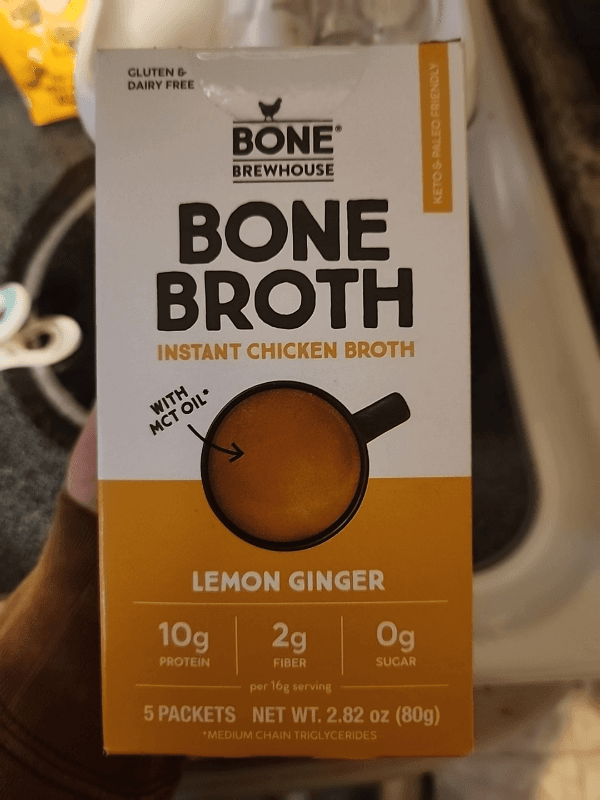 GLUTEN &
DAIRY FREE
KETO & PALEO FRIENDLY
BONE®
BREWHOUSE
BONE
BROTH
INSTANT CHICKEN BROTH
WITH
MCT OIL*
LEMON GINGER
10g 2g 0g
PROTEIN FIBER SUGAR
per 16g serving
5 PACKETS NET WT. 2.82 oz (80g)
*MEDIUM CHAIN TRIGLYCERIDES